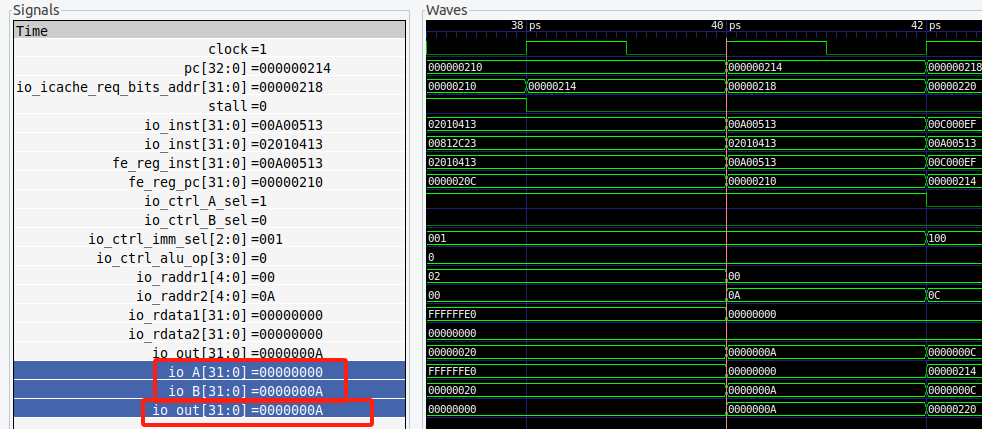 Signals
Waves
Time
38 ps
40 ps
42 ps
clock=1
pc[32:0]=000000214
000000210
000000214
000000218
io_icache_req_bits_addr[31:0]=00000218
00000210
00000214
00000218
00000220
stall=0
io_inst[31:0]=00A00513
02010413
00A00513
00C000EF
io_inst[31:0]=02010413
00812C23
02010413
00A00513
fe_reg_inst[31:0]=00A00513
02010413
00A00513
00C000EF
fe_reg_pc[31:0]=00000210
0000020C
00000210
00000214
io_ctrl_A_sel=1
io_ctrl_B_sel=0
io_ctrl_imm_sel[2:0]=001
001
100
io_ctrl_alu_op[3:0]=0
0
io_raddr1[4:0]=00
02
00
io_raddr2[4:0]=0A
00
0A
0C
io_rdata1[31:0]=00000000
FFFFFFE0
00000000
io_rdata2[31:0]=00000000
00000000
io_out[31:0]=0000000A
00000020
0000000A
0000000C
io_A[31:0]=00000000
FFFFFFE0
00000000
00000214
io_B[31:0]=0000000A
00000020
0000000A
0000000C
io_out[31:0]=0000000A
00000000
0000000A
00000220